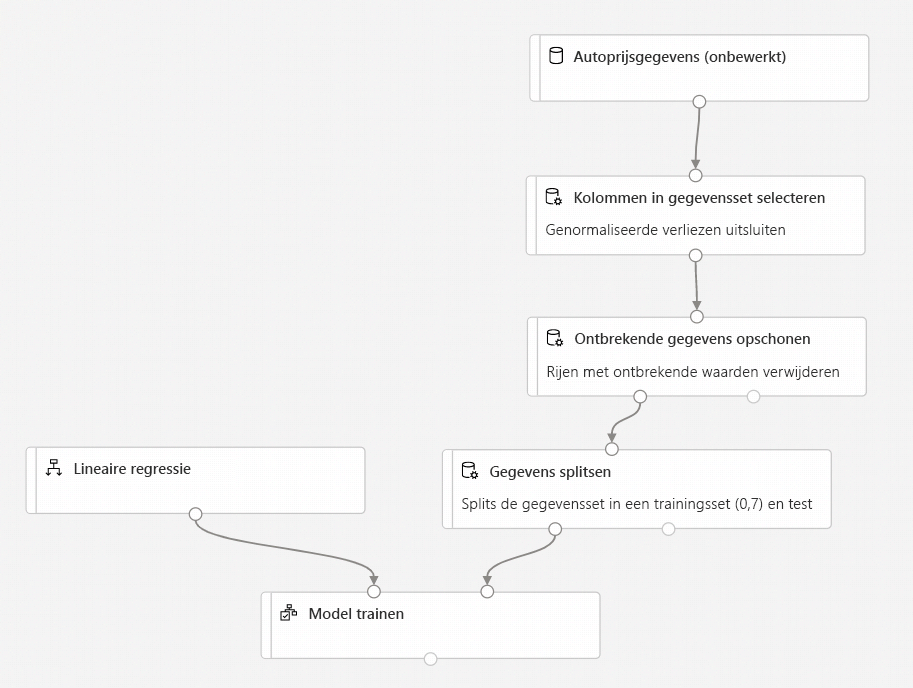 Autoprijsgegevens (onbewerkt)
Kolommen in gegevensset selecteren
Genormaliseerde verliezen uitsluiten
Ontbrekende gegevens opschonen
Rijen met ontbrekende waarden verwijderen
Lineaire regressie
Gegevens splitsen
Splits de gegevensset in een trainingsset (0,7) en test
Model trainen